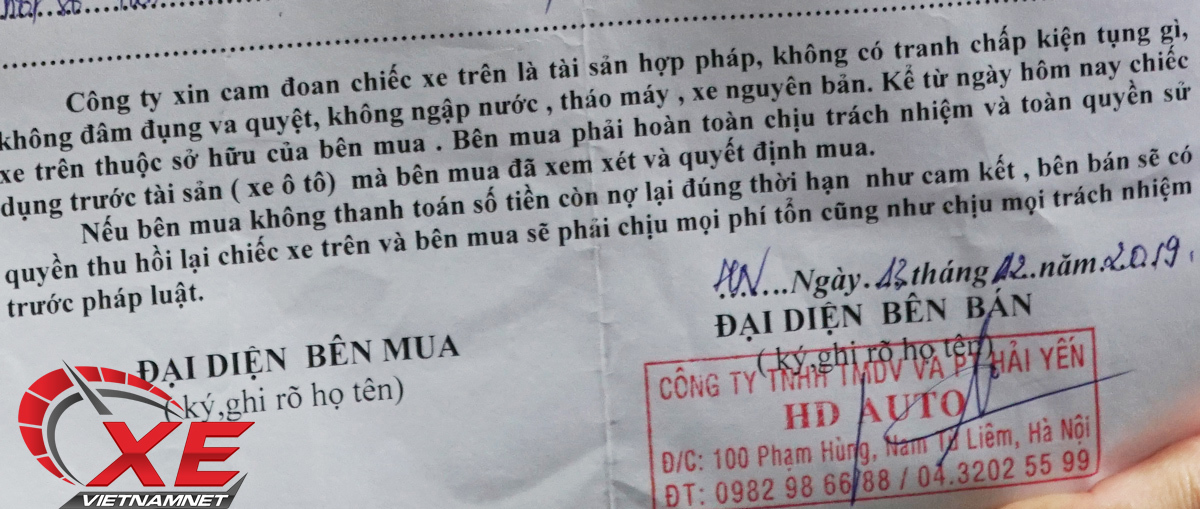 Công ty xin cam đoan chiếc xe trên là tài sản hợp pháp, không có tranh chấp kiện tụng gì,
không đâm đụng va quyệt, không ngập nước , tháo máy , xe nguyên bản. Kể từ ngày hôm nay chiếc
xe trên thuộc sở hữu của bên mua . Bên mua phải hoàn toàn chịu trách nhiệm và toàn quyền sử
dụng trước tài sản ( xe ô tô) mà bên mua đã xem xét và quyết định mua.
Nếu bên mua không thanh toán số tiền còn nợ lại đúng thời hạn như cam kết , bên bán sẽ có
quyền thu hồi lại chiếc xe trên và bên mua sẽ phải chịu mọi phí tổn cũng như chịu mọi trách nhiệm
trước pháp luật.
HN...Ngày.13.tháng.12.năm.2019.
ĐẠI DIỆN BÊN MUA
( ký,ghi rõ họ tên)
ĐẠI DIỆN BÊN BÁN
( ký,ghi rõ họ tên)
CÔNG TY TNHH TMDV VÀ PT HẢI YẾN
HD AUTO
Đ/C: 100 Phạm Hùng, Nam Từ Liêm, Hà Nội
ĐT: 0982 98 66 88 / 04.3202 55 99
XE
VIETNAMNET